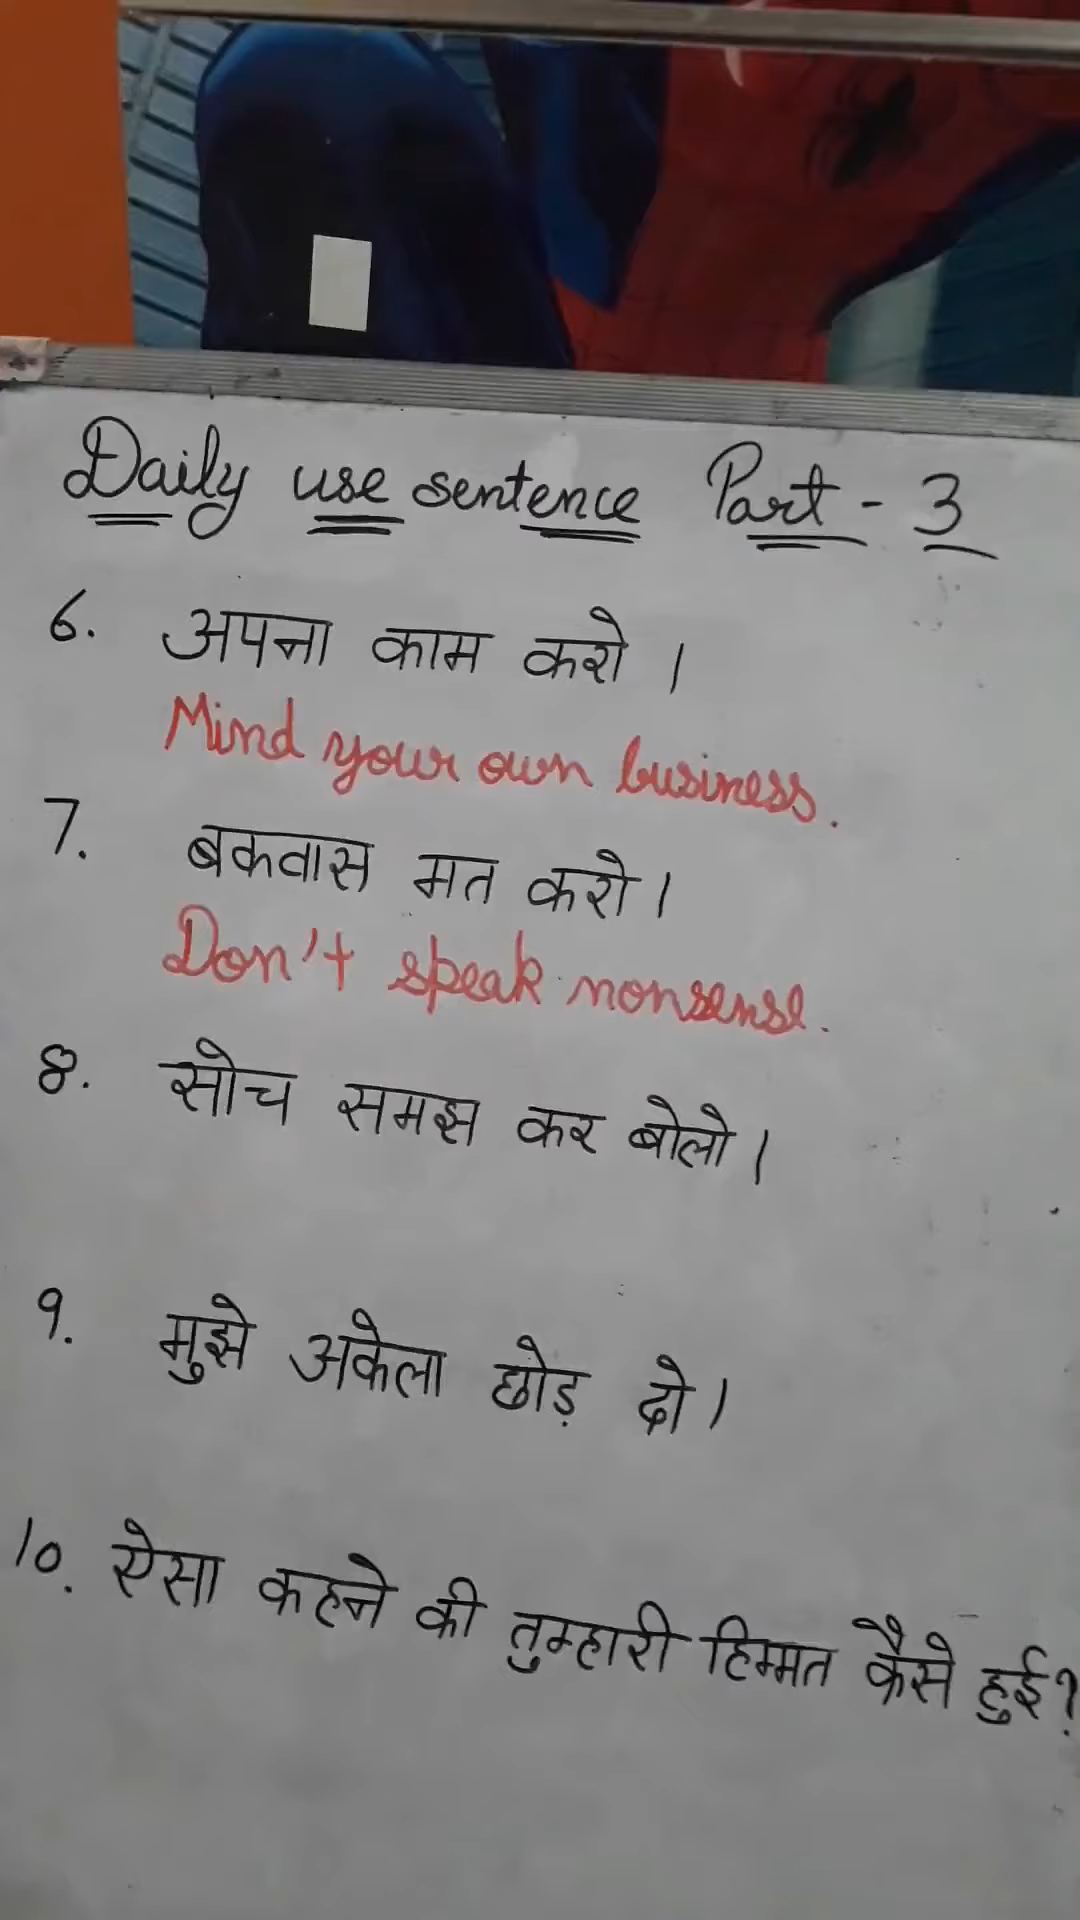 Daily use sentence Part - 3
6. अपना काम करो ।
Mind your own business.
7. बकवास मत करो ।
Don't speak nonsense.
8. सोच समझ कर बोलो ।
9. मुझे अकेला छोड़ दो ।
10. ऐसा कहने की तुम्हारी हिम्मत कैसे हुई ?